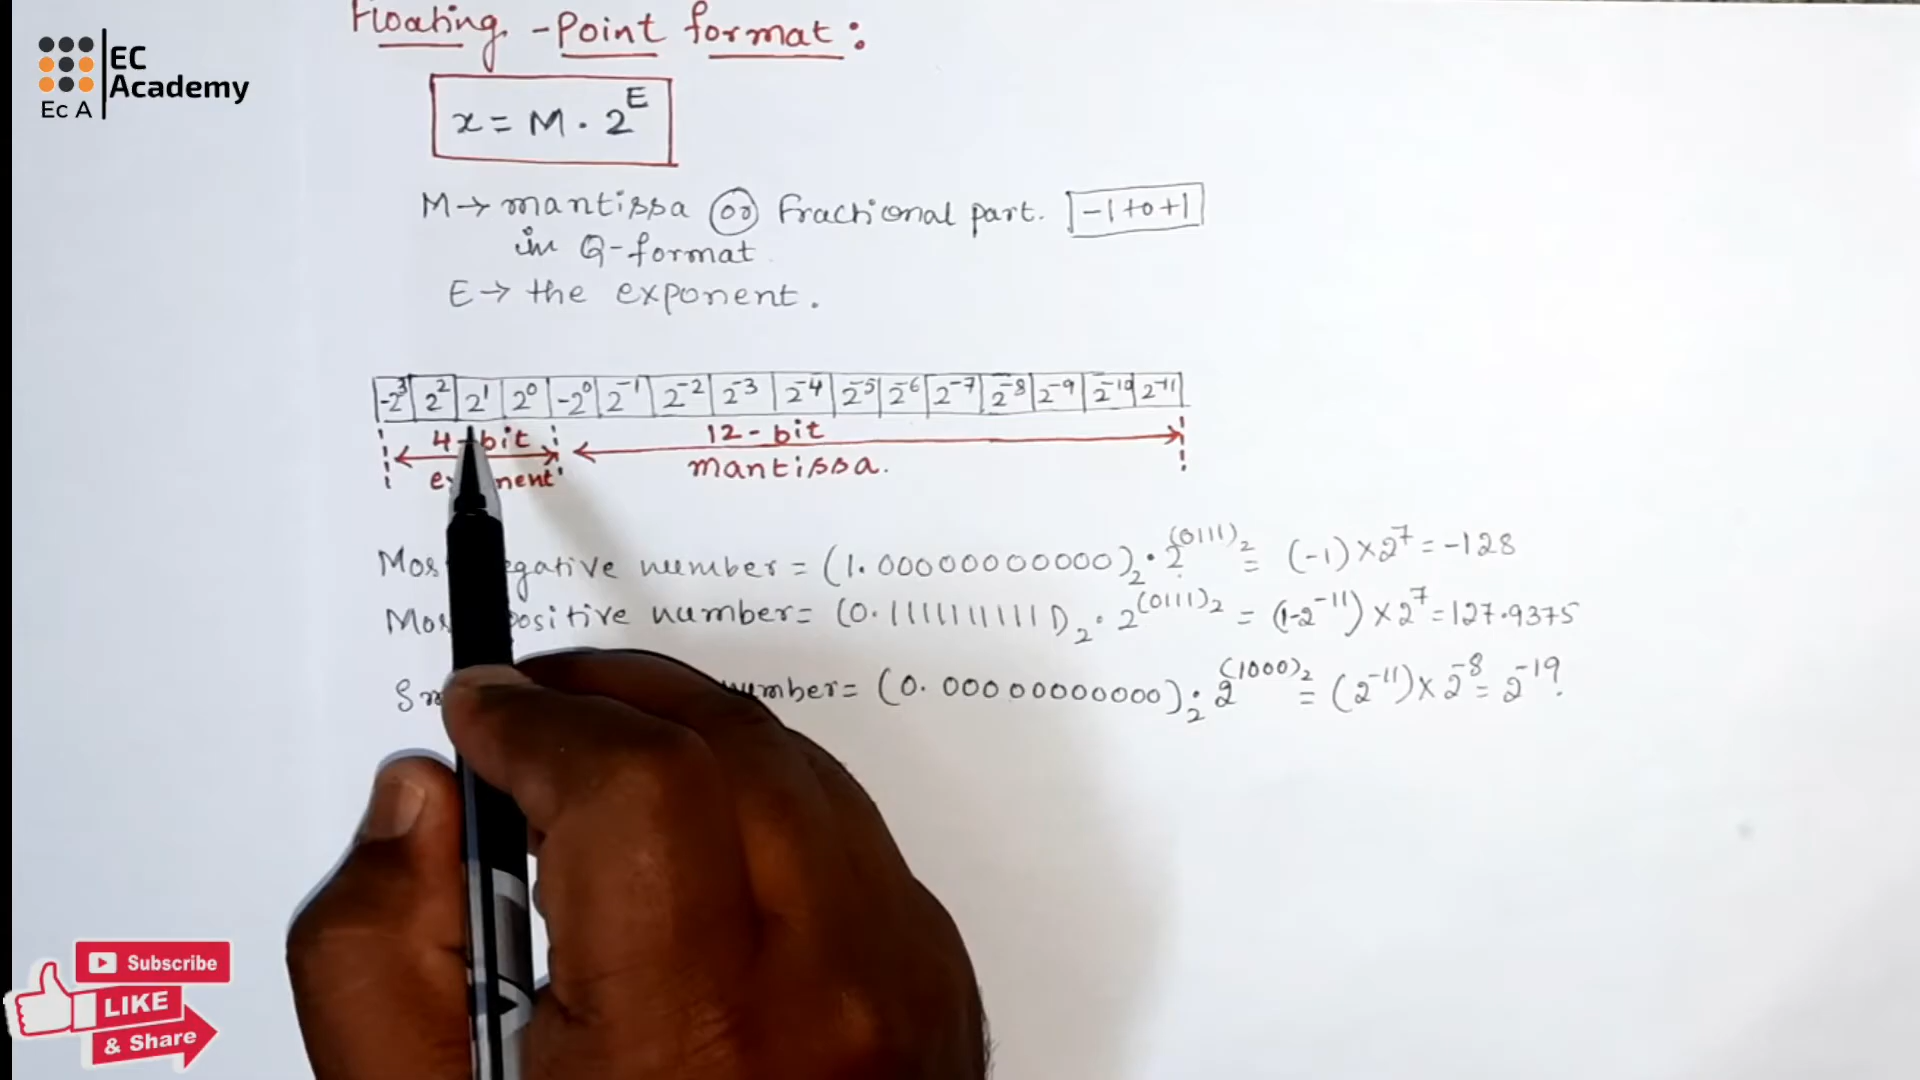 EC
Academy
Ec A
Floating - Point format:
x = M · 2^E
M → mantissa (or) Fractional part. -1 to +1
in Q-format
E → the exponent.
-2^3 2^2 2^1 2^0 -2^0 2^-1 2^-2 2^-3 2^-4 2^-5 2^-6 2^-7 2^-8 2^-9 2^-10 2^-11
4-bit 12-bit
mantissa.
number = (1.00000000000)₂ · 2^(0111)₂ = (-1) × 2^7 = -128
positive number = (0.11111111111)₂ · 2^(0111)₂ = (1-2^-11) × 2^7 = 127.9375
number = (0.00000000000)₂ · 2^(1000)₂ = (2^-11) × 2^-8 = 2^-19.
Subscribe
LIKE
& Share